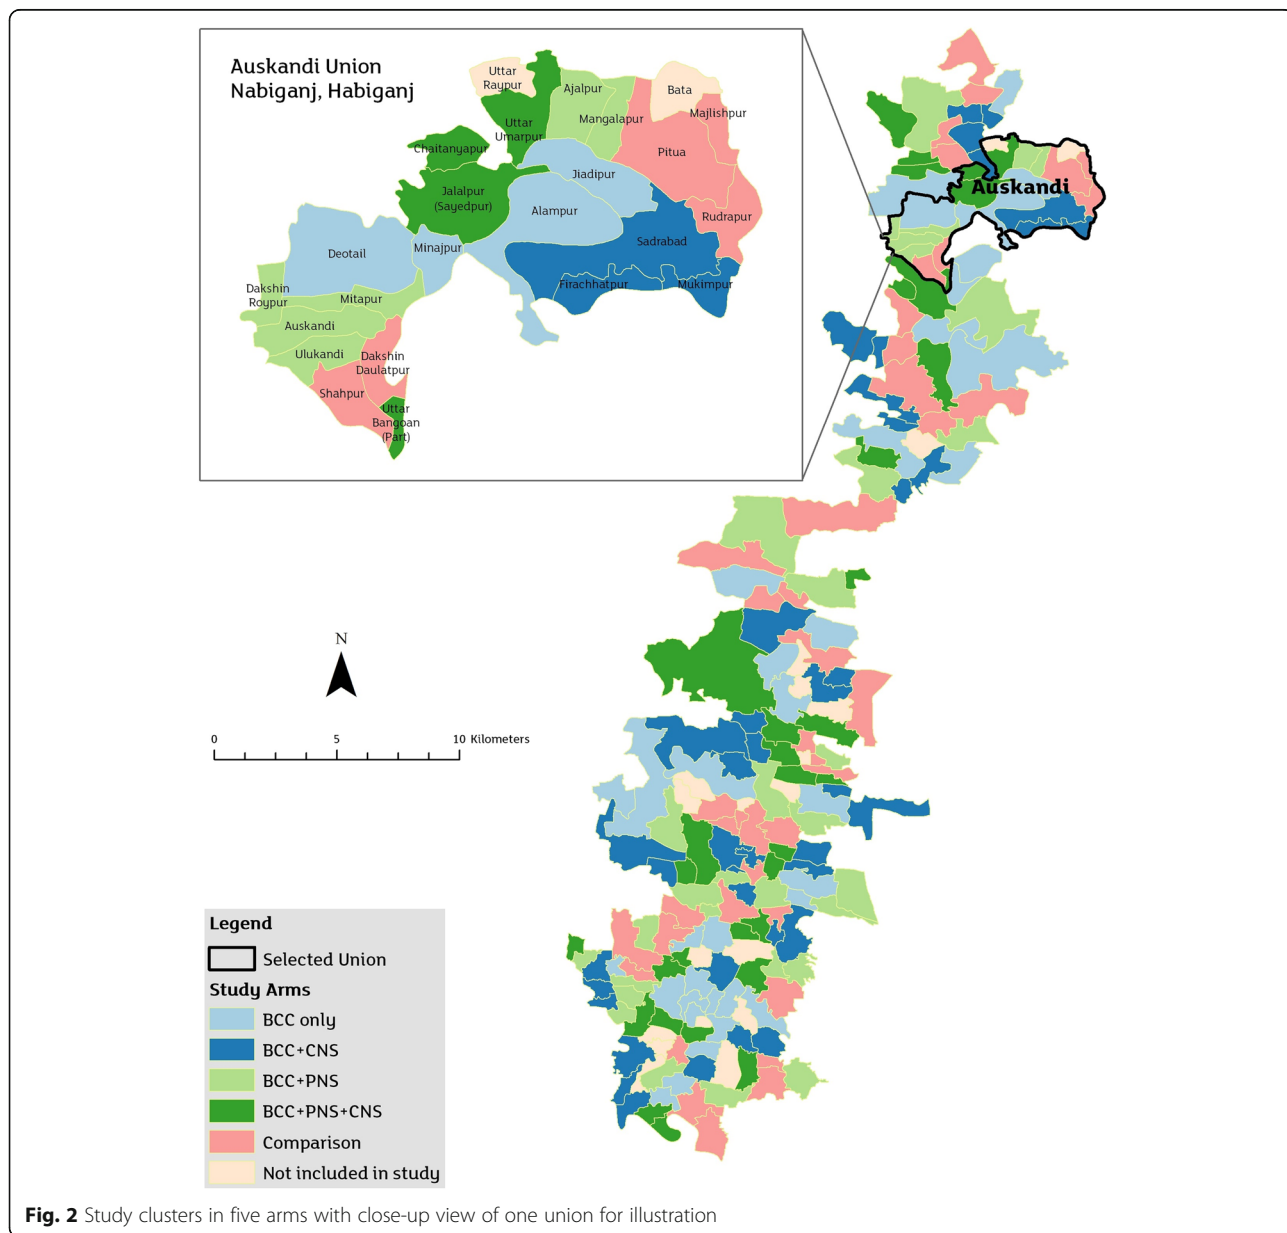 Auskandi Union
Nabiganj, Habiganj
Uttar
Raypur
Ajalpur
Bata
Mangalapur
Majlishpur
Uttar
Umarpur
Chaitanyapur
Pitua
Jiadipur
Jalalpur
(Sayedpur)
Alampur
Rudrapur
Sadrabad
Minajpur
Deotail
Firachhatpur
Mukimpur
Dakshin
Roypur
Mitapur
Auskandi
Ulukandi
Dakshin
Daulatpur
Shahpur
Uttar
Bangoan
(Part)
Auskandi
N
0 5 10 Kilometers
Legend
Selected Union
Study Arms
BCC only
BCC+CNS
BCC+PNS
BCC+PNS+CNS
Comparison
Not included in study
Fig. 2 Study clusters in five arms with close-up view of one union for illustration